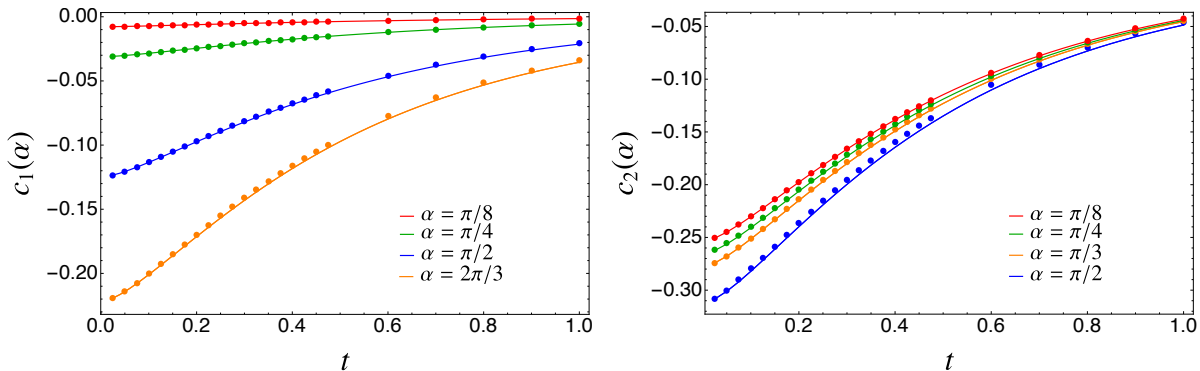 0.00
−0.05
−0.10
−0.15
−0.20
c₁(α)
α = π/8
α = π/4
α = π/2
α = 2π/3
0.0 0.2 0.4 0.6 0.8 1.0
t
−0.05
−0.10
−0.15
−0.20
−0.25
−0.30
c₂(α)
α = π/8
α = π/4
α = π/3
α = π/2
0.2 0.4 0.6 0.8 1.0
t